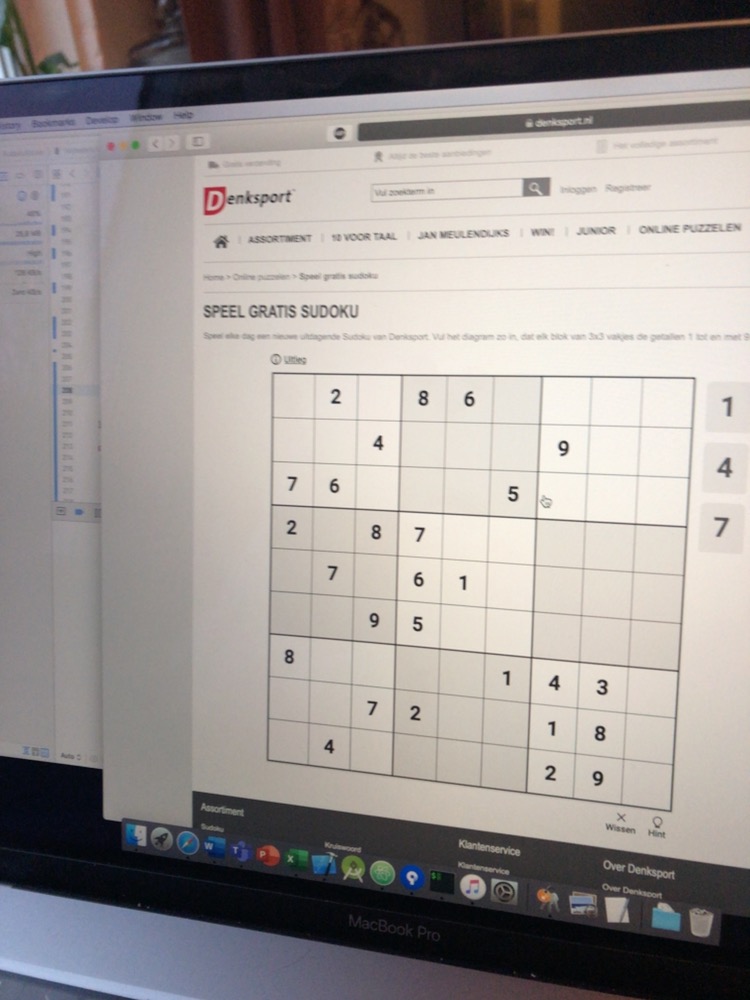 History Bookmarks Develop Window Help
denksport.nl
Gratis verzending
Altijd de beste aanbiedingen
Het volledige assortiment
Denksport
Vul zoekterm in
Inloggen Registreer
ASSORTIMENT | 10 VOOR TAAL | JAN MEULENDIJKS | WIN! | JUNIOR | ONLINE PUZZELEN
Home > Online puzzelen > Speel gratis sudoku
SPEEL GRATIS SUDOKU
Speel elke dag een nieuwe uitdagende Sudoku van Denksport. Vul het diagram zo in, dat elk blok van 3x3 vakjes de getallen 1 tot en met 9
Uitleg
2 8 6
4 9
7 6 5
2 8 7
7 6 1
9 5
8 1 4 3
7 2 1 8
4 2 9
1
4
7
Wissen Hint
Assortiment
Sudoku
Kruiswoord
Klantenservice
Klantenservice
Over Denksport
Over Denksport
MacBook Pro